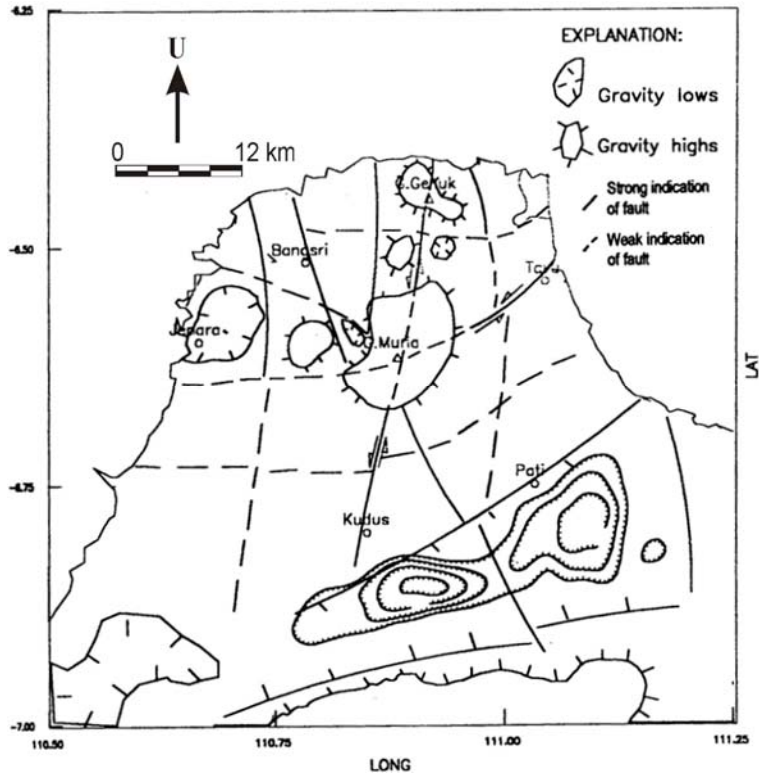 -6.25
U
0 12 km
EXPLANATION:
Gravity lows
Gravity highs
Strong indication
of fault
Weak indication
of fault
G.Genuk
-6.50
Bangsri
Tayu
Jepara
G.Muria
LAT
-6.75
Pati
Kudus
-7.00
110.50
110.75
111.00
111.25
LONG